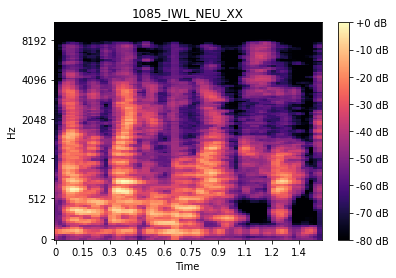 1085_IWL_NEU_XX
+0 dB
8192
-10 dB
4096
-20 dB
-30 dB
2048
Hz
-40 dB
1024
-50 dB
512
-60 dB
-70 dB
0
-80 dB
0 0.15 0.3 0.45 0.6 0.75 0.9 1 1.2 1.4
Time